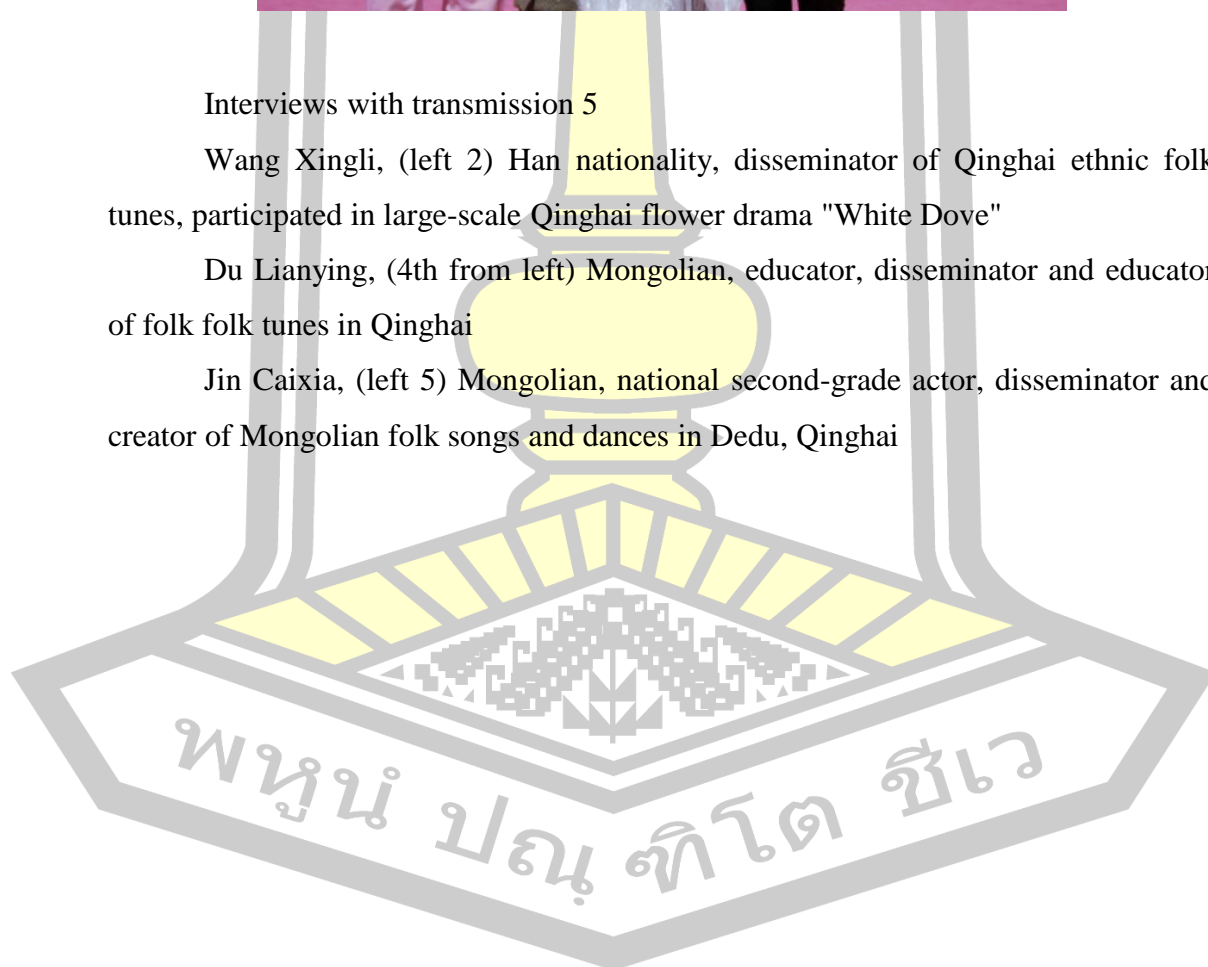 Interviews with transmission 5
Wang Xingli, (left 2) Han nationality, disseminator of Qinghai ethnic folk
tunes, participated in large-scale Qinghai flower drama "White Dove"
Du Lianying, (4th from left) Mongolian, educator, disseminator and educator
of folk folk tunes in Qinghai
Jin Caixia, (left 5) Mongolian, national second-grade actor, disseminator and
creator of Mongolian folk songs and dances in Dedu, Qinghai
พหูนํ ปณฺฑิโต ชีเว